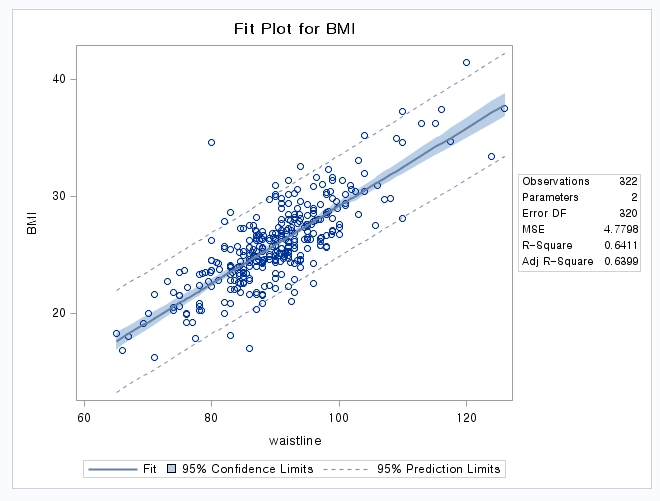 Fit Plot for BMI
40
30
20
BMI
60
80
100
120
waistline
Observations 322
Parameters 2
Error DF 320
MSE 4.7798
R-Square 0.6411
Adj R-Square 0.6399
Fit
95% Confidence Limits
95% Prediction Limits